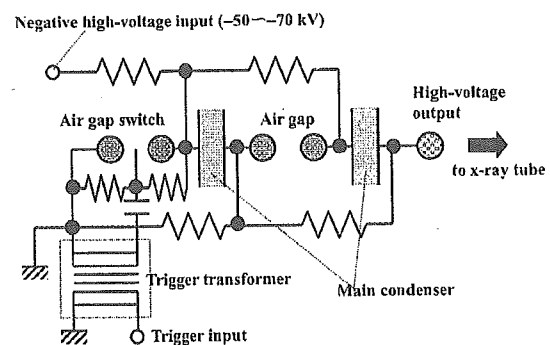 Negative high-voltage input (–50∼–70 kV)
High-voltage
output
Air gap switch
Air gap
to x-ray tube
Trigger transformer
Main condenser
Trigger input